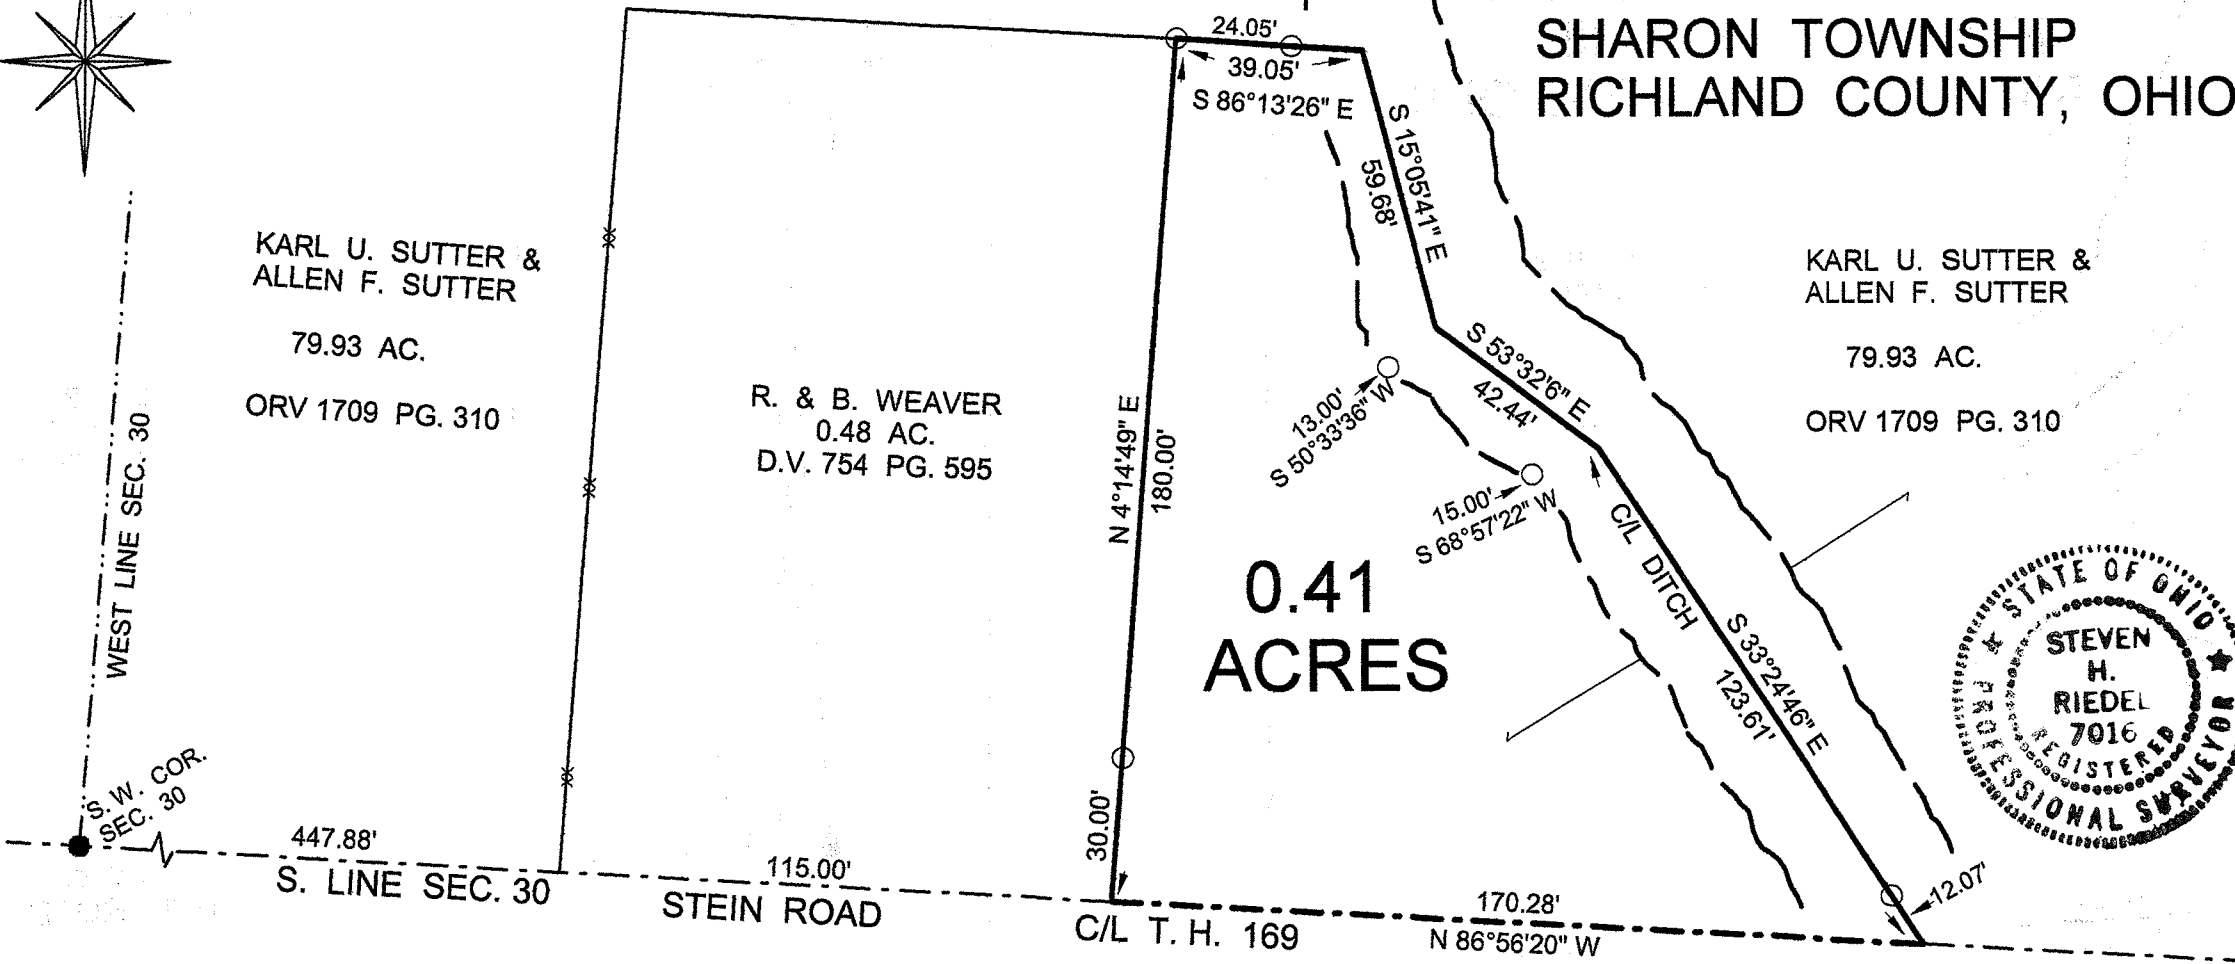 SHARON TOWNSHIP
RICHLAND COUNTY, OHIO
24.05'
39.05'
S 86°13'26" E
S 15°05'41" E
59.68'
KARL U. SUTTER &
ALLEN F. SUTTER
79.93 AC.
ORV 1709 PG. 310
WEST LINE SEC. 30
R. & B. WEAVER
0.48 AC.
D.V. 754 PG. 595
N 4°14'49" E
180.00'
S 53°32'6" E
42.44'
13.00'
S 50°33'36" W
15.00'
S 68°57'22" W
KARL U. SUTTER &
ALLEN F. SUTTER
79.93 AC.
ORV 1709 PG. 310
0.41
ACRES
C/L DITCH
S 33°24'46" E
123.61'
STATE OF OHIO
STEVEN
H.
RIEDEL
7016
REGISTERED
PROFESSIONAL SURVEYOR
S. W. COR.
SEC. 30
447.88'
S. LINE SEC. 30
115.00'
STEIN ROAD
30.00'
C/L T. H. 169
170.28'
N 86°56'20" W
12.07'